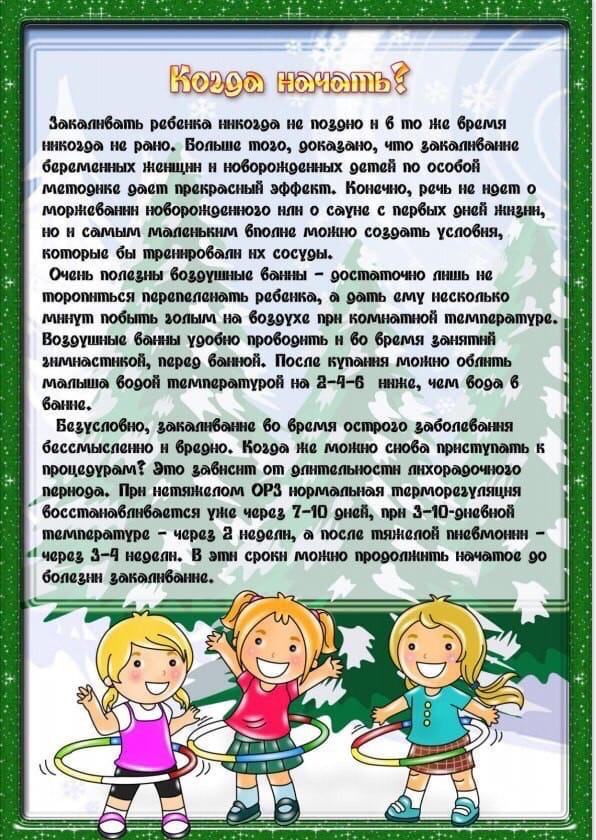 Когда начать?
Закаливать ребенка никогда не поздно и в то же время
никогда не рано. Больше того, доказано, что закаливание
беременных женщин и новорожденных детей по особой
методике дает прекрасный эффект. Конечно, речь не идет о
моржевании новорожденного или о сауне с первых дней жизни,
но и самым маленьким вполне можно создать условия,
которые бы тренировали их сосуды.
Очень полезны воздушные ванны – достаточно лишь не
торопиться перепеленать ребенка, а дать ему несколько
минут побыть голым на воздухе при комнатной температуре.
Воздушные ванны удобно проводить и во время занятий
гимнастикой, перед ванной. После купания можно облить
малыша водой температурой на 2-4-6 ниже, чем вода в
ванне.
Безусловно, закаливание во время острого заболевания
бессмысленно и вредно. Когда же можно снова приступать к
процедурам? Это зависит от длительности лихорадочного
периода. При нетяжелом ОРЗ нормальная терморегуляция
восстанавливается уже через 7-10 дней, при 3-10-дневной
температуре – через 2 недели, а после тяжелой пневмонии –
через 3-4 недели. В эти сроки можно продолжить начатое до
болезни закаливание.